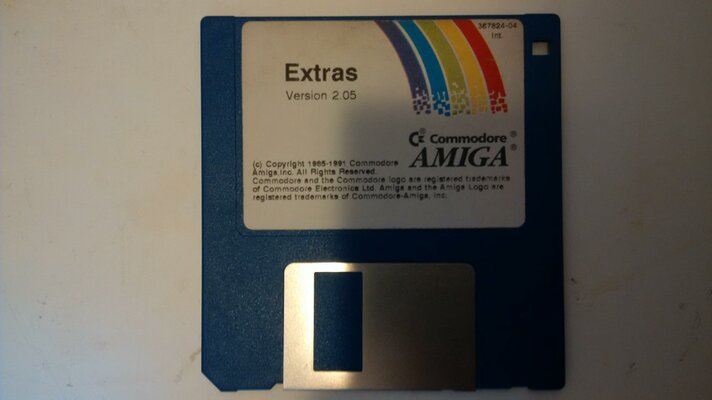 367824-04
Int.
Extras
Version 2.05
Commodore®
AMIGA®
(c) Copyright 1985-1991 Commodore
Amiga,Inc. All Rights Reserved.
Commodore and the Commodore logo are registered trademarks
of Commodore Electronics Ltd. Amiga and the Amiga Logo are
registered trademarks of Commodore-Amiga, Inc.